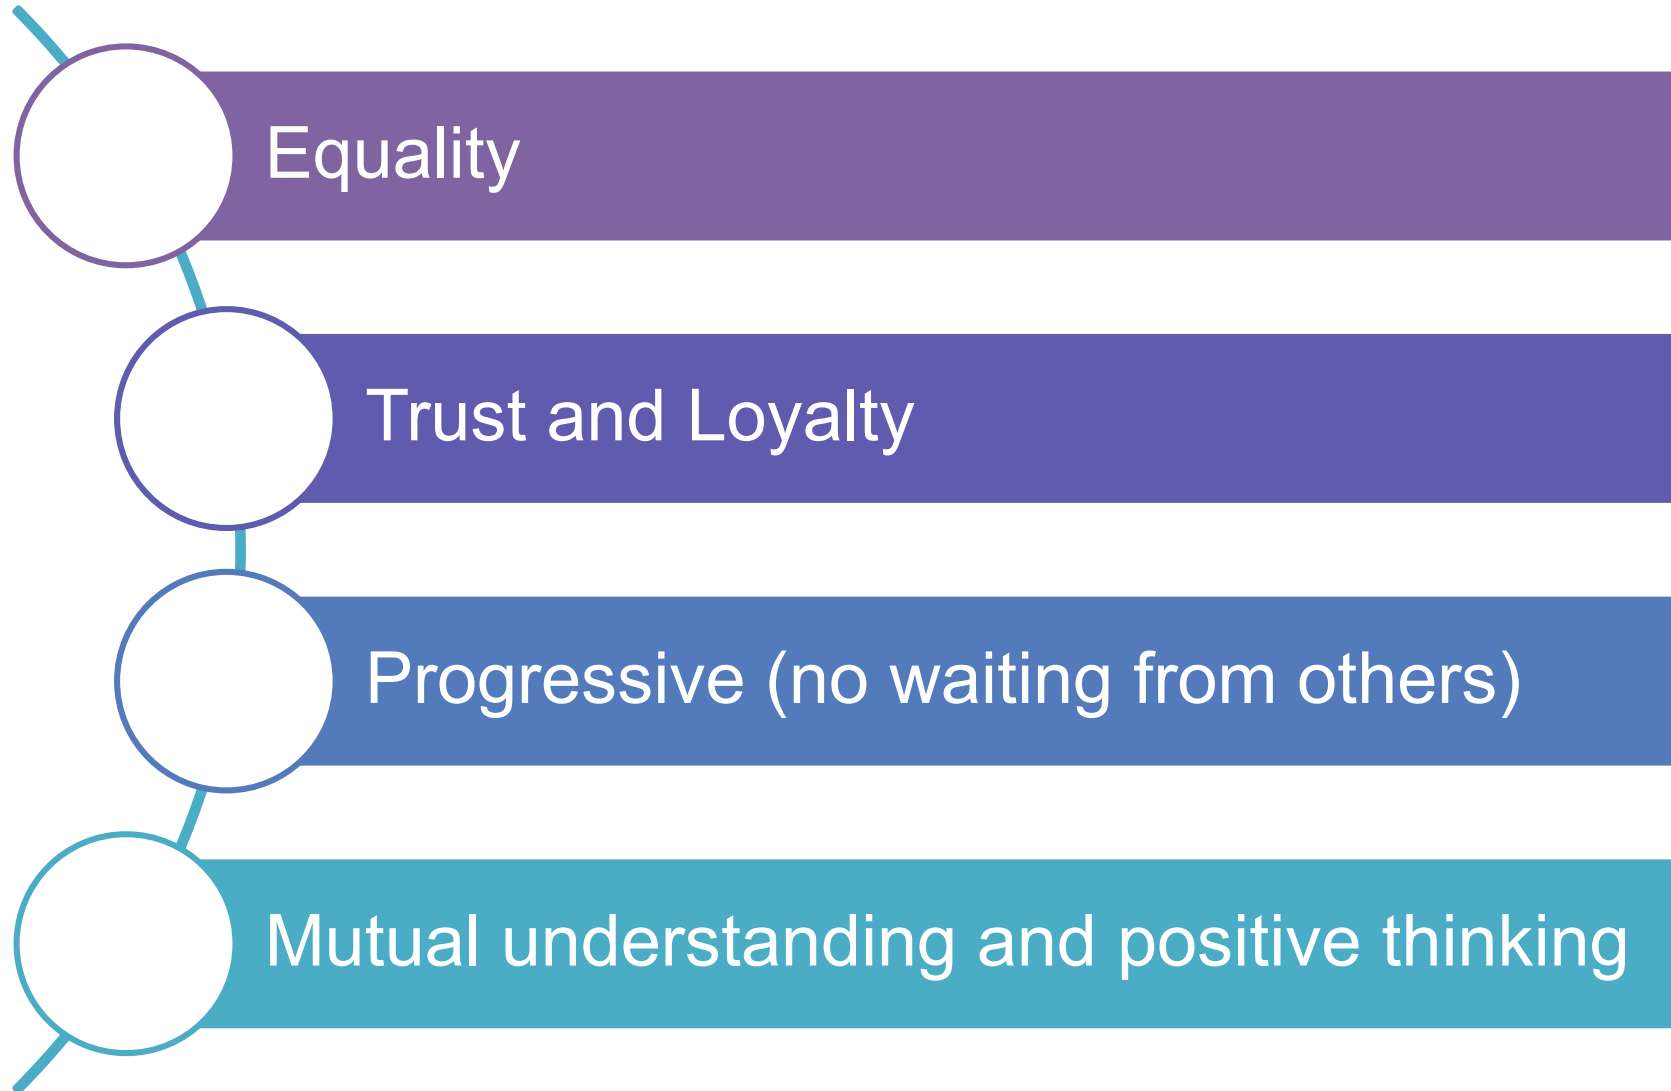 Equality
Trust and Loyalty
Progressive (no waiting from others)
Mutual understanding and positive thinking